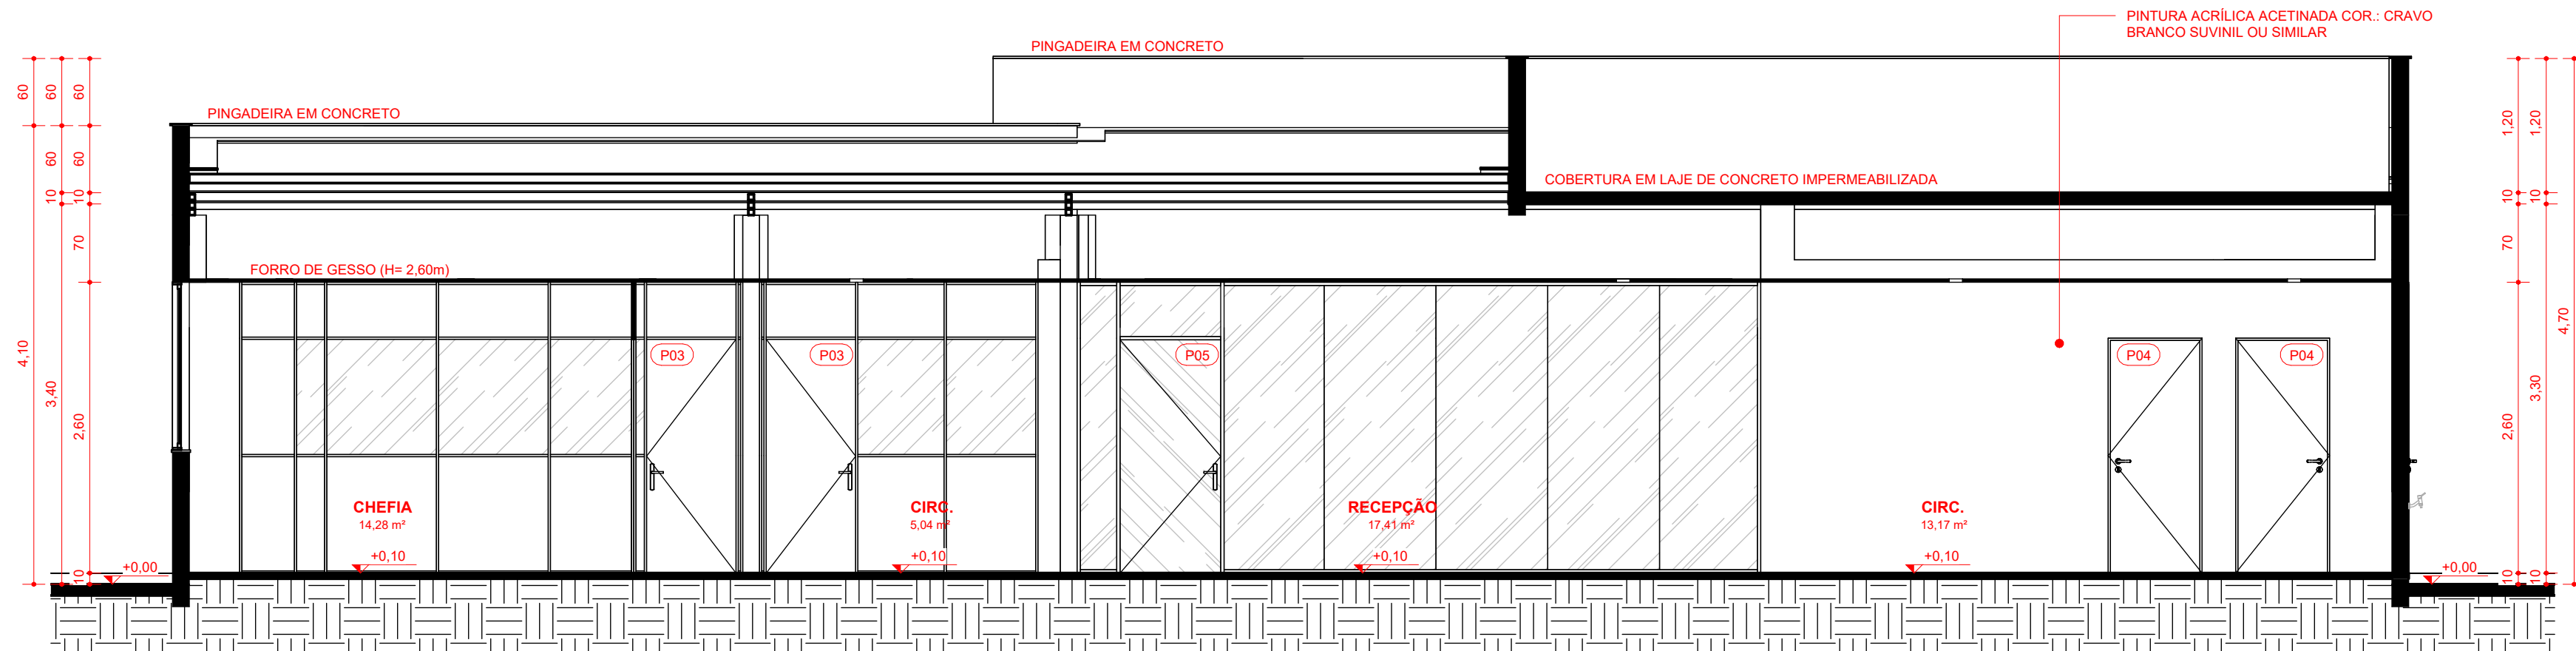 PINTURA ACRÍLICA ACETINADA COR.: CRAVO
BRANCO SUVINIL OU SIMILAR
PINGADEIRA EM CONCRETO
PINGADEIRA EM CONCRETO
COBERTURA EM LAJE DE CONCRETO IMPERMEABILIZADA
FORRO DE GESSO (H= 2,60m)
60
60
60
60
60
10
10
70
4,10
3,40
2,60
10
1,20
1,20
10
10
70
4,70
3,30
2,60
10
10
P03
P03
P05
P04
P04
CHEFIA
14,28 m²
+0,10
CIRC.
5,04 m²
+0,10
RECEPÇÃO
17,41 m²
+0,10
CIRC.
13,17 m²
+0,10
+0,00
+0,00